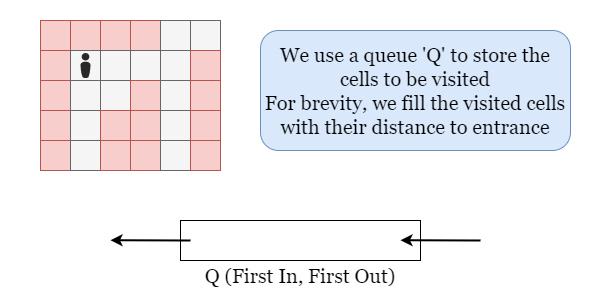 We use a queue 'Q' to store the
cells to be visited
For brevity, we fill the visited cells
with their distance to entrance
Q (First In, First Out)